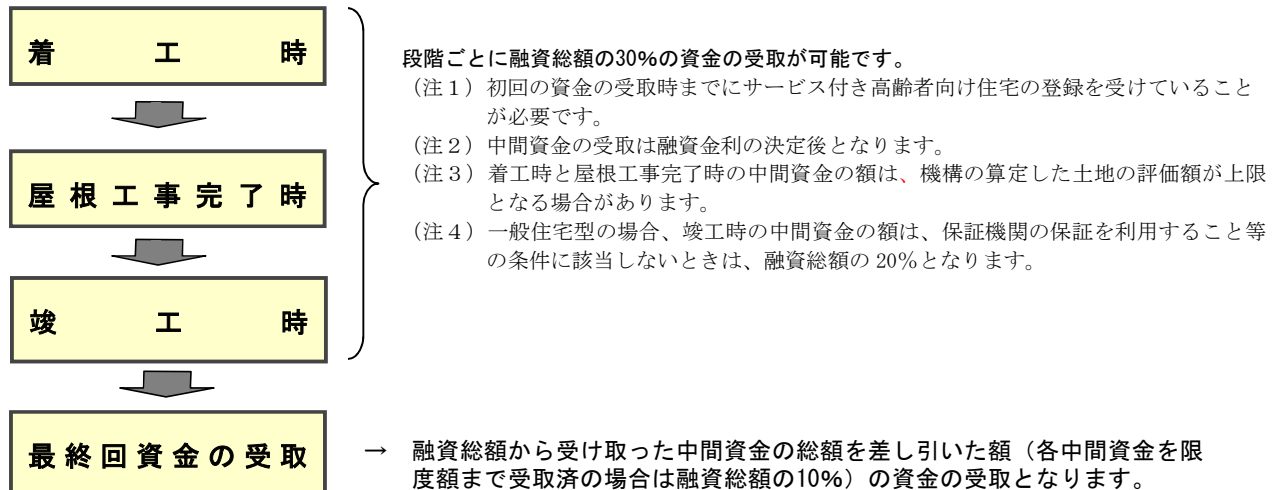 着工時
段階ごとに融資総額の30%の資金の受取が可能です。
（注１）初回の資金の受取時までにサービス付き高齢者向け住宅の登録を受けていること
が必要です。
（注２）中間資金の受取は融資金利の決定後となります。
（注３）着工時と屋根工事完了時の中間資金の額は、機構の算定した土地の評価額が上限
となる場合があります。
（注４）一般住宅型の場合、竣工時の中間資金の額は、保証機関の保証を利用すること等
の条件に該当しないときは、融資総額の 20%となります。
屋根工事完了時
竣工時
最終回資金の受取
→ 融資総額から受け取った中間資金の総額を差し引いた額（各中間資金を限
度額まで受取済の場合は融資総額の10%）の資金の受取となります。